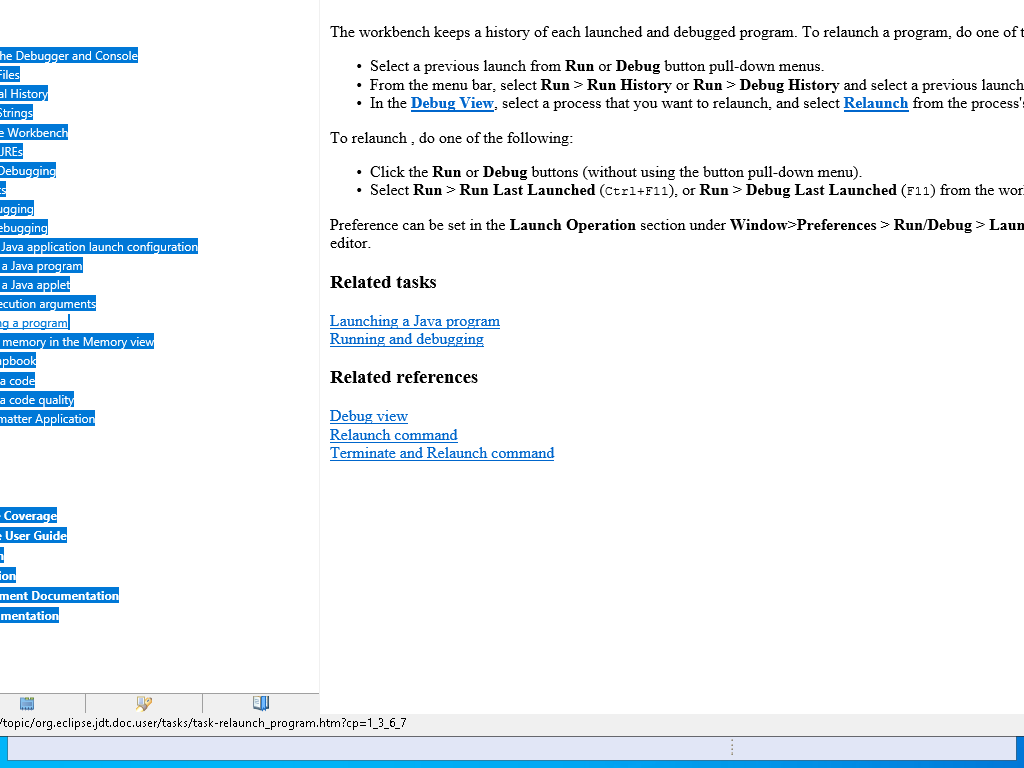 he Debugger and Console
Files
al History
Strings
e Workbench
JREs
Debugging
ts
ugging
ebugging
Java application launch configuration
a Java program
a Java applet
ecution arguments
ng a program
memory in the Memory view
apbook
a code
a code quality
matter Application
Coverage
e User Guide
n
ion
ment Documentation
mentation
The workbench keeps a history of each launched and debugged program. To relaunch a program, do one of t
• Select a previous launch from Run or Debug button pull-down menus.
• From the menu bar, select Run > Run History or Run > Debug History and select a previous launch
• In the Debug View, select a process that you want to relaunch, and select Relaunch from the process's
To relaunch , do one of the following:
• Click the Run or Debug buttons (without using the button pull-down menu).
• Select Run > Run Last Launched (Ctrl+F11), or Run > Debug Last Launched (F11) from the wor
Preference can be set in the Launch Operation section under Window>Preferences > Run/Debug > Laun
editor.
Related tasks
Launching a Java program
Running and debugging
Related references
Debug view
Relaunch command
Terminate and Relaunch command
/topic/org.eclipse.jdt.doc.user/tasks/task-relaunch_program.htm?cp=1_3_6_7